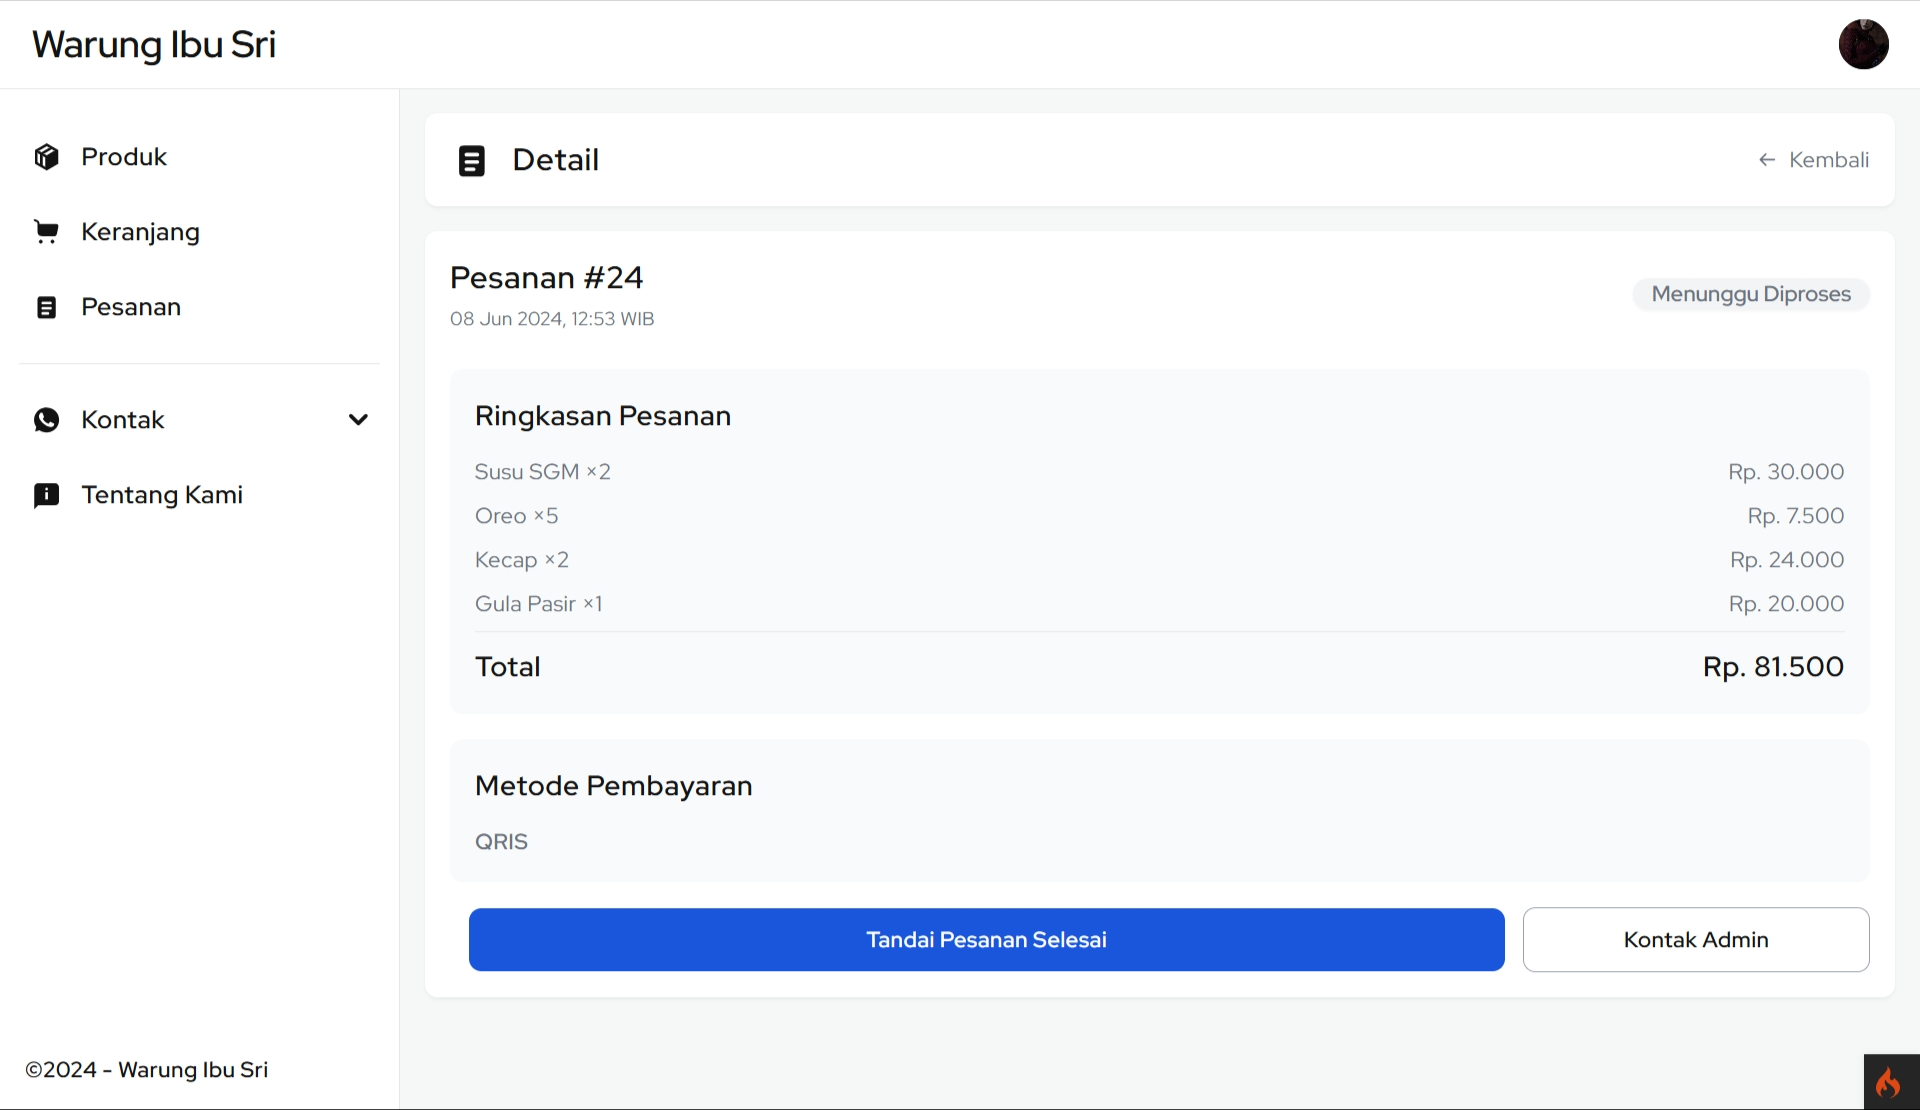 Warung Ibu Sri
Produk
Keranjang
Pesanan
Kontak
Tentang Kami
©2024 - Warung Ibu Sri
Detail
← Kembali
Pesanan #24
08 Jun 2024, 12:53 WIB
Menunggu Diproses
Ringkasan Pesanan
Susu SGM ×2 Rp. 30.000
Oreo ×5 Rp. 7.500
Kecap ×2 Rp. 24.000
Gula Pasir ×1 Rp. 20.000
Total Rp. 81.500
Metode Pembayaran
QRIS
Tandai Pesanan Selesai
Kontak Admin